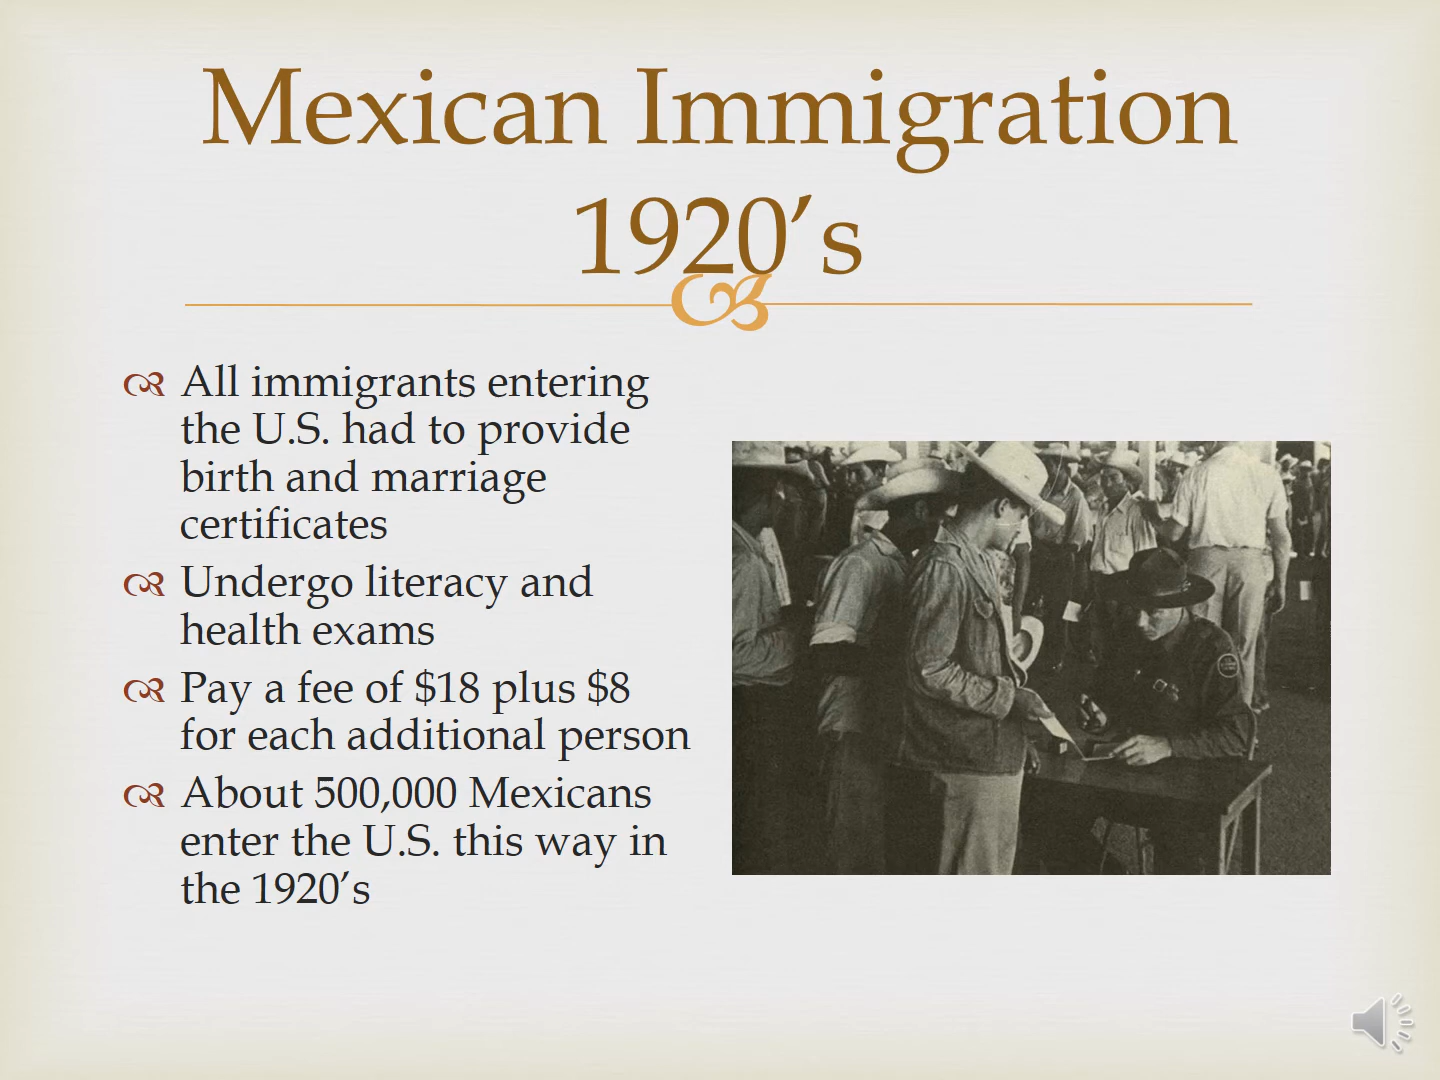 Mexican Immigration
1920’s
All immigrants entering
the U.S. had to provide
birth and marriage
certificates
Undergo literacy and
health exams
Pay a fee of $18 plus $8
for each additional person
About 500,000 Mexicans
enter the U.S. this way in
the 1920’s